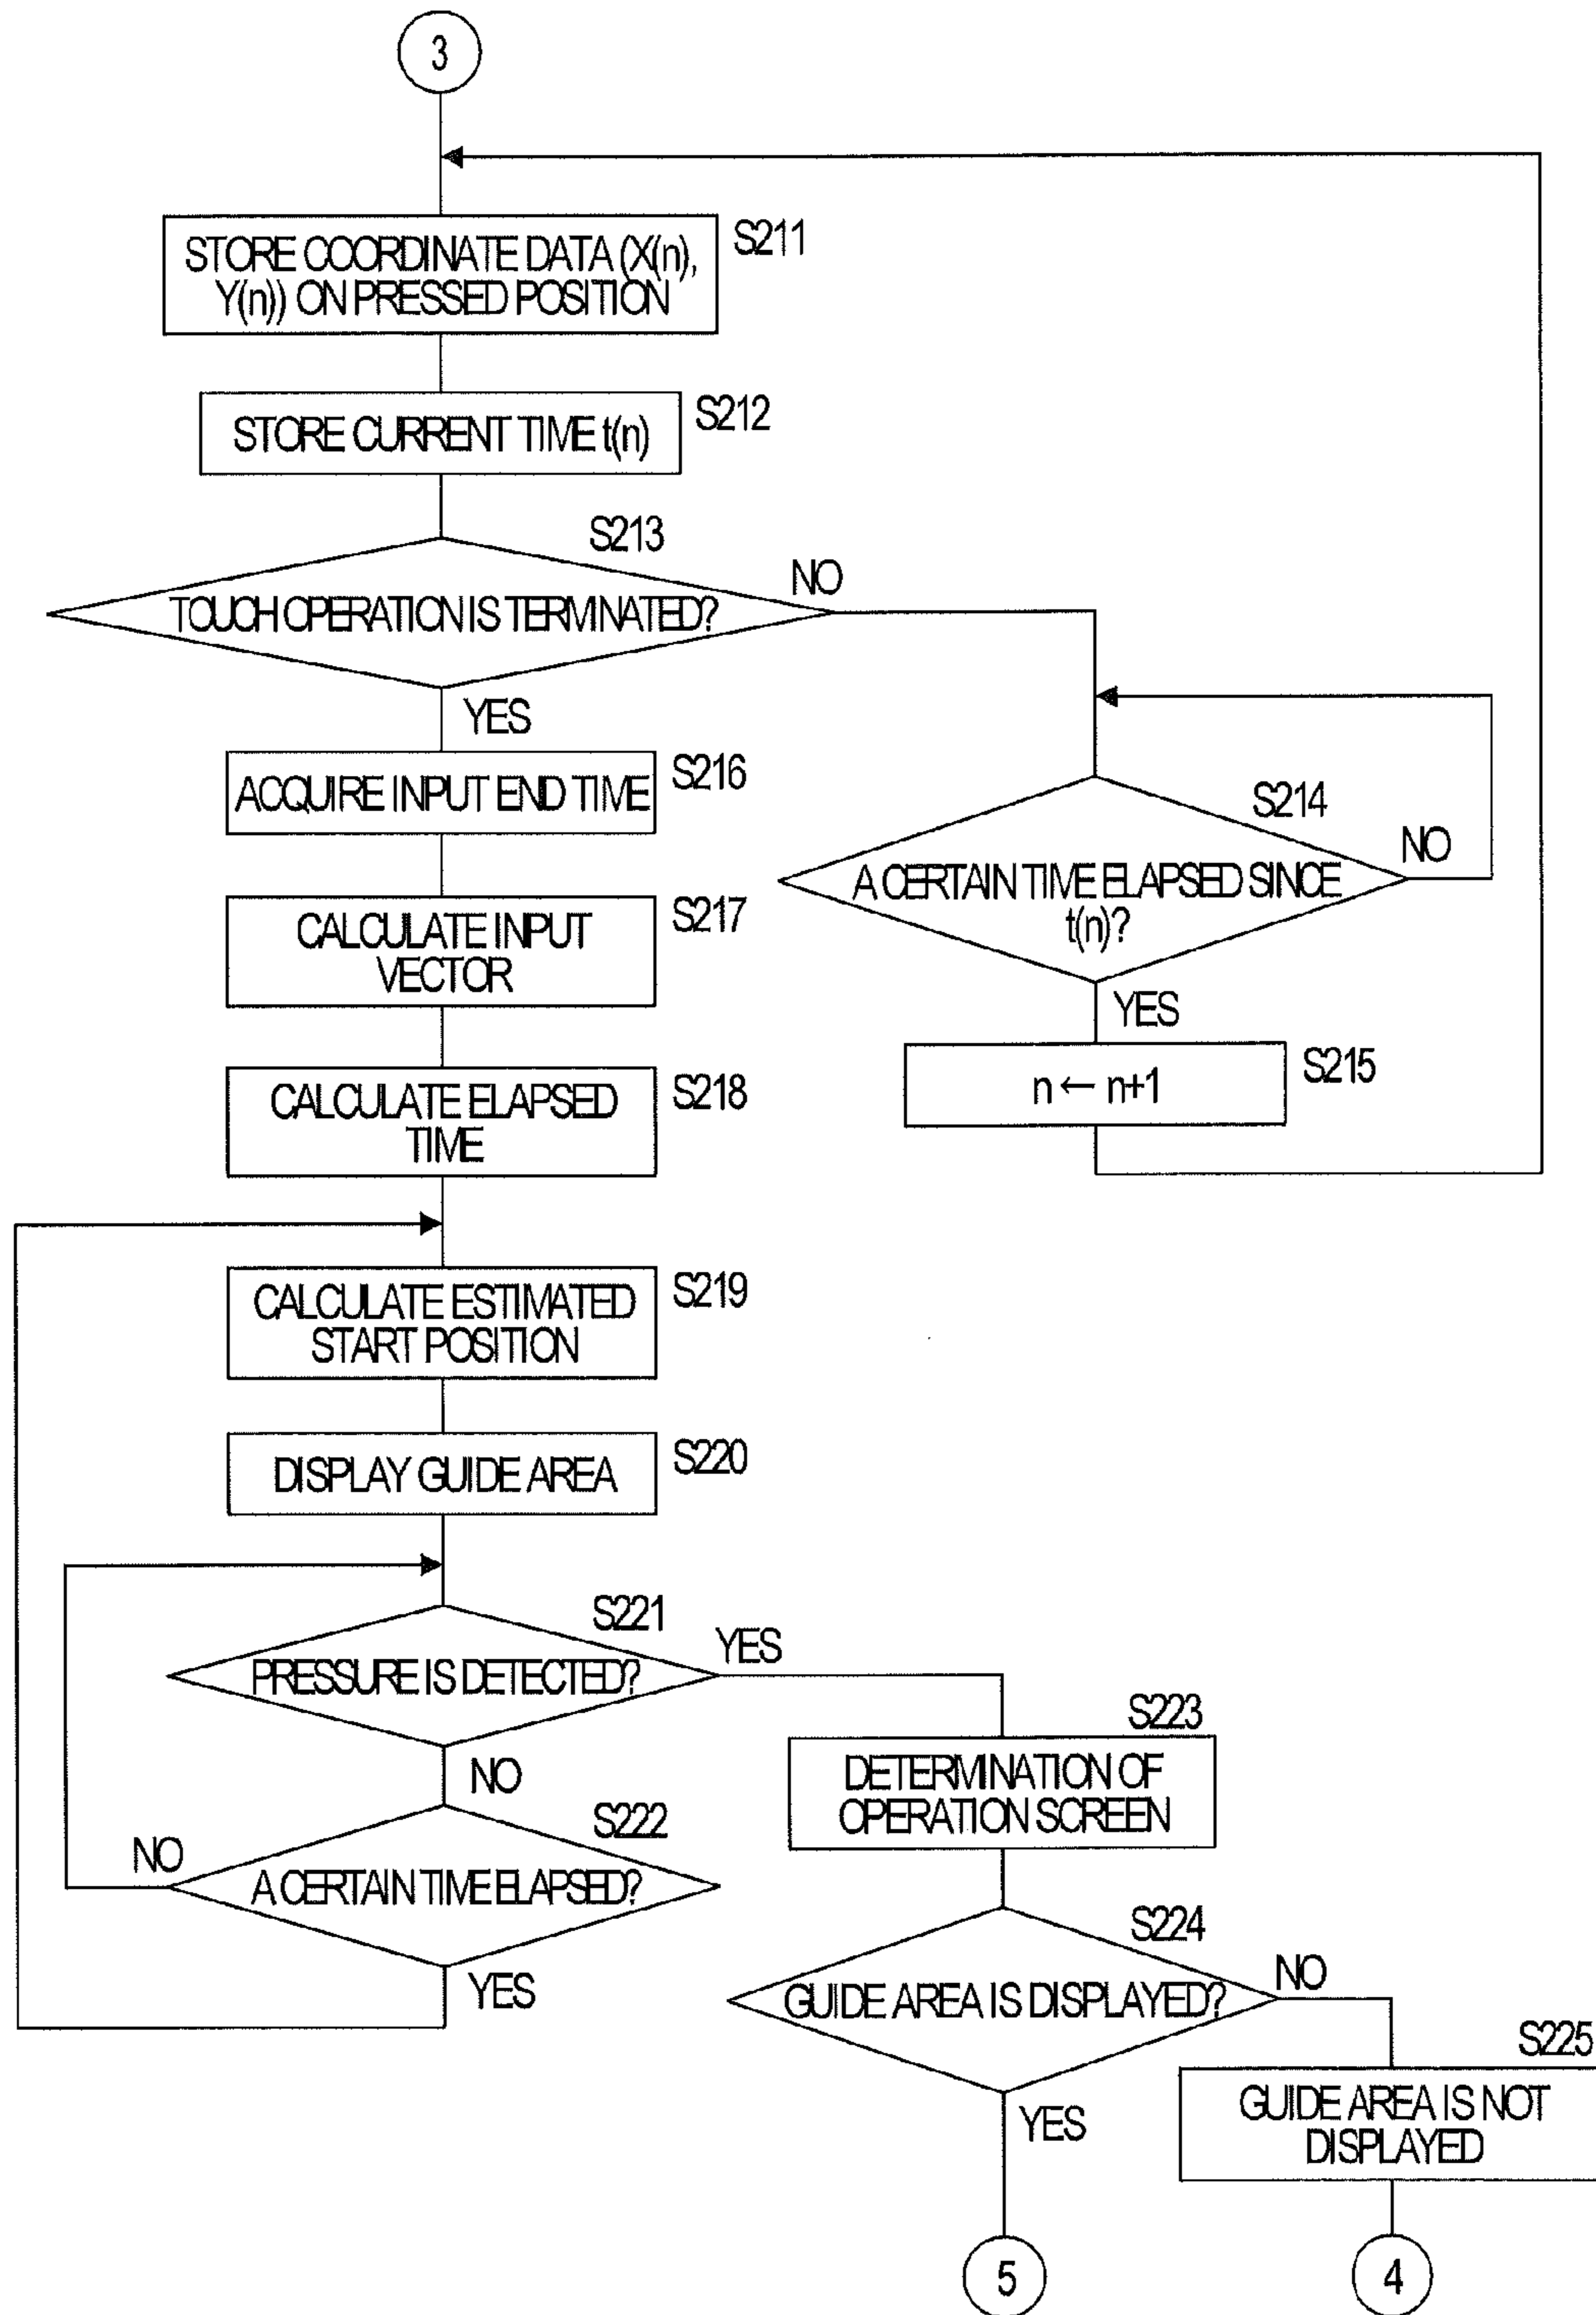 3
STORE COORDINATE DATA (X(n),
Y(n)) ON PRESSED POSITION
S211
STORE CURRENT TIME t(n)
S212
S213
TOUCH OPERATION IS TERMINATED?
NO
YES
ACQUIRE INPUT END TIME
S216
S214
A CERTAIN TIME ELAPSED SINCE
t(n)?
NO
YES
CALCULATE INPUT
VECTOR
S217
n ← n+1
S215
CALCULATE ELAPSED
TIME
S218
CALCULATE ESTIMATED
START POSITION
S219
DISPLAY GUIDE AREA
S220
S221
PRESSURE IS DETECTED?
YES
NO
S222
A CERTAIN TIME ELAPSED?
NO
YES
S223
DETERMINATION OF
OPERATION SCREEN
S224
GUIDE AREA IS DISPLAYED?
NO
YES
S225
GUIDE AREA IS NOT
DISPLAYED
5
4